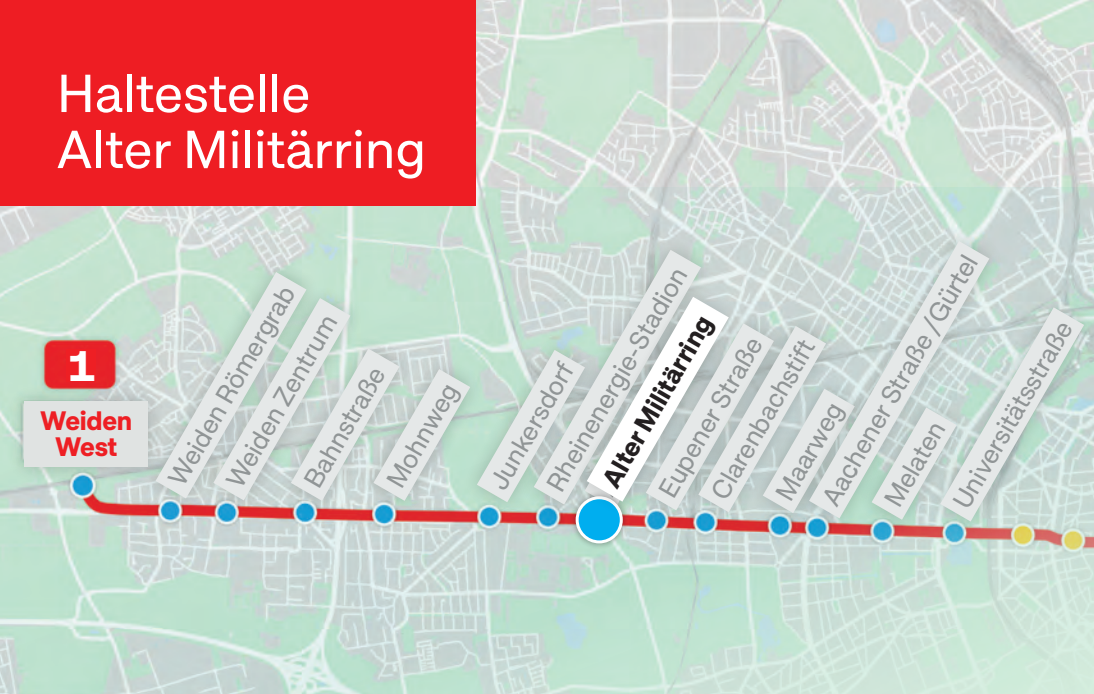 Haltestelle
Alter Militärring
1
Weiden
West
Weiden Römergrab
Weiden Zentrum
Bahnstraße
Mohnweg
Junkersdorf
Rheinenergie-Stadion
Alter Militärring
Eupener Straße
Clarenbachstift
Maarweg
Aachener Straße / Gürtel
Melaten
Universitätsstraße